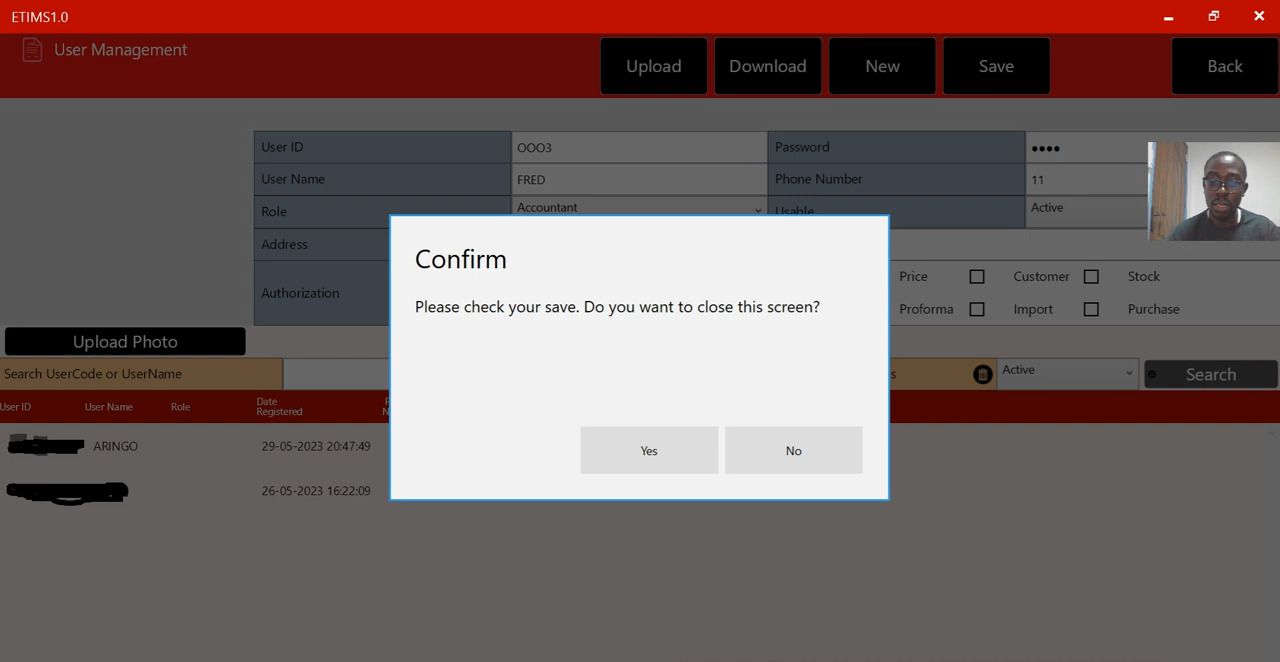 ETIMS1.0
User Management
Upload Download New Save Back
User ID OOO3 Password ••••
User Name FRED Phone Number 11
Role Accountant Usable Active
Address
Authorization
Price Customer Stock
Proforma Import Purchase
Confirm
Please check your save. Do you want to close this screen?
Yes No
Upload Photo
Search UserCode or UserName Active Search
User ID User Name Role Date Registered
ARINGO 29-05-2023 20:47:49
26-05-2023 16:22:09